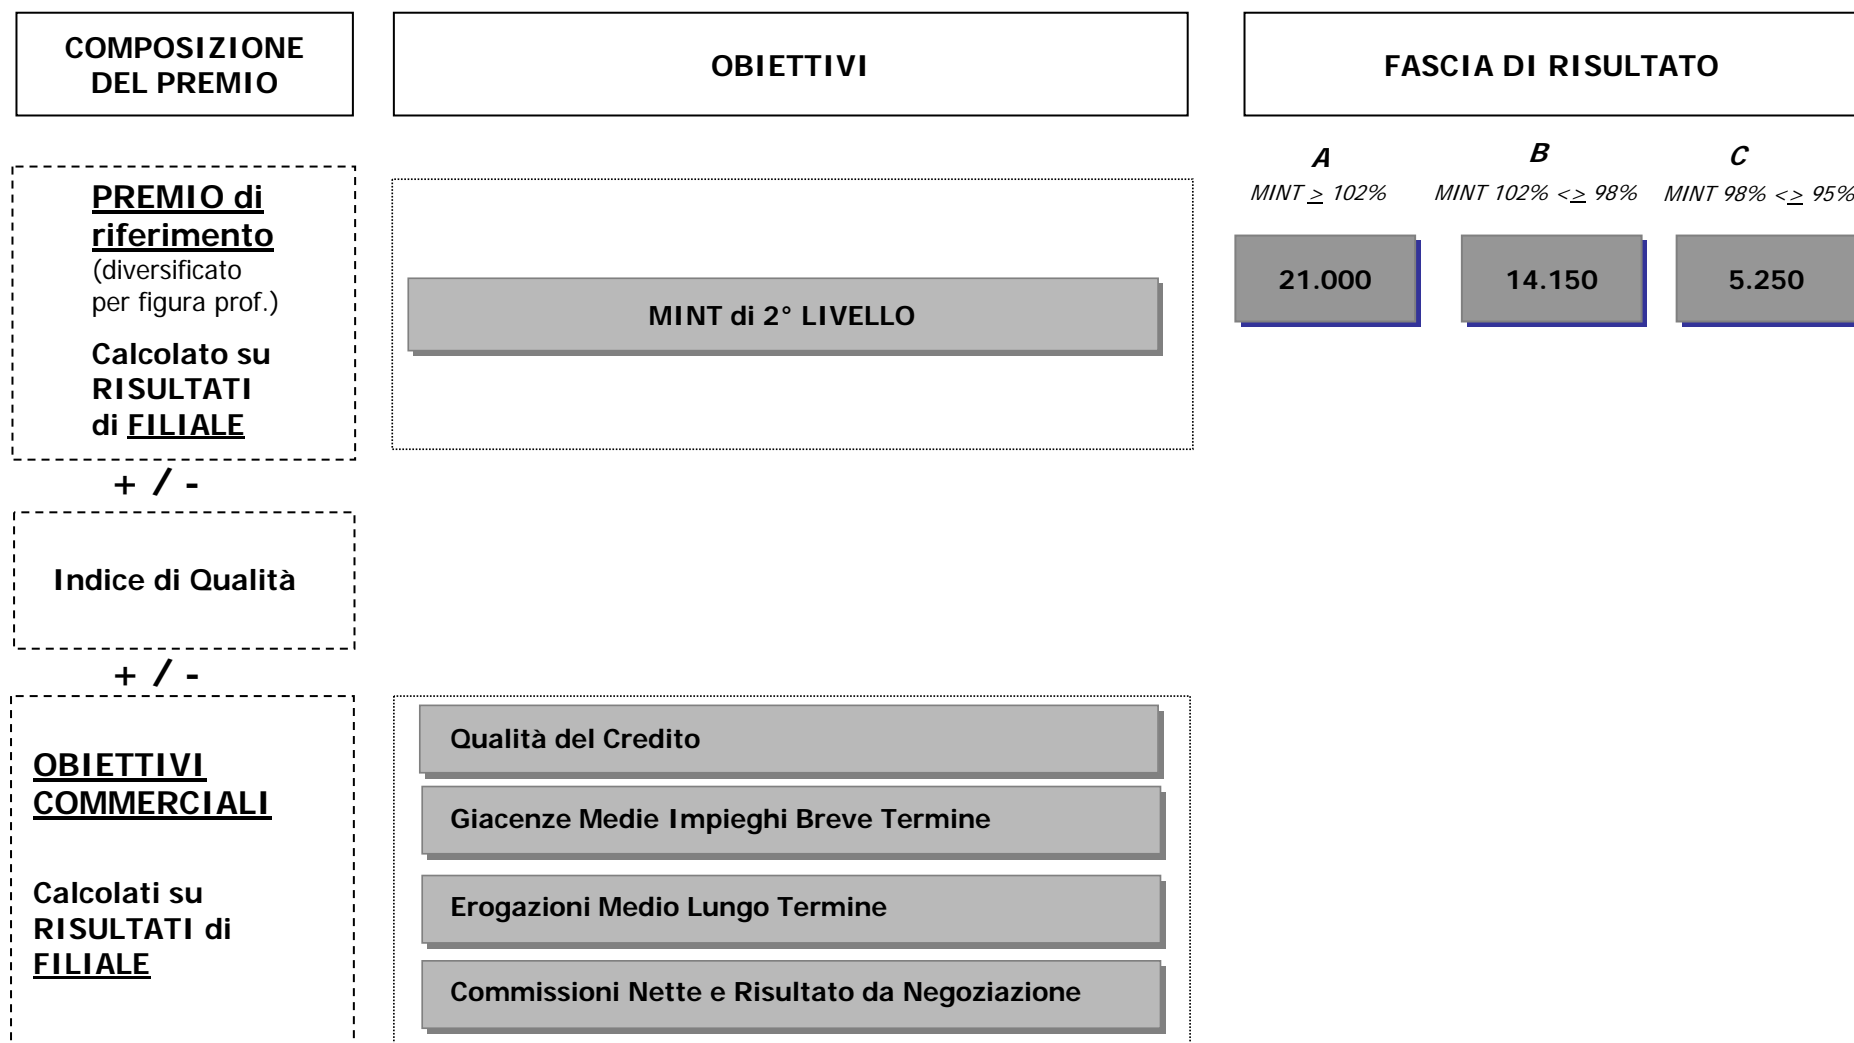 COMPOSIZIONE
DEL PREMIO
OBIETTIVI
FASCIA DI RISULTATO
A
B
C
MINT ≥ 102%
MINT 102% <≥ 98%
MINT 98% <≥ 95%
PREMIO di
riferimento
(diversificato
per figura prof.)
Calcolato su
RISULTATI
di FILIALE
MINT di 2° LIVELLO
21.000
14.150
5.250
+ / -
Indice di Qualità
+ / -
OBIETTIVI
COMMERCIALI
Calcolati su
RISULTATI di
FILIALE
Qualità del Credito
Giacenze Medie Impieghi Breve Termine
Erogazioni Medio Lungo Termine
Commissioni Nette e Risultato da Negoziazione